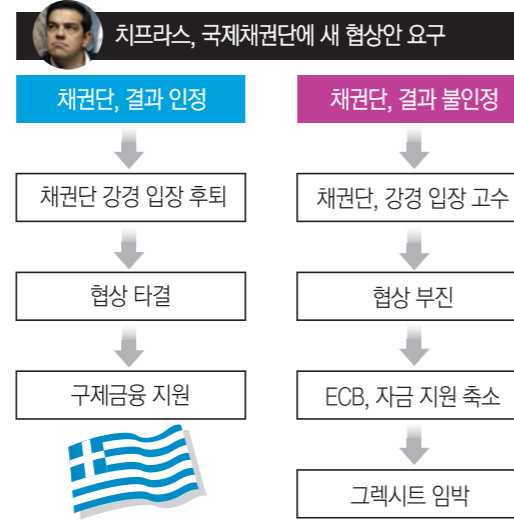 치프라스, 국제채권단에 새 협상안 요구
채권단, 결과 인정
채권단 강경 입장 후퇴
협상 타결
구제금융 지원
채권단, 결과 불인정
채권단, 강경 입장 고수
협상 부진
ECB, 자금 지원 축소
그렉시트 임박